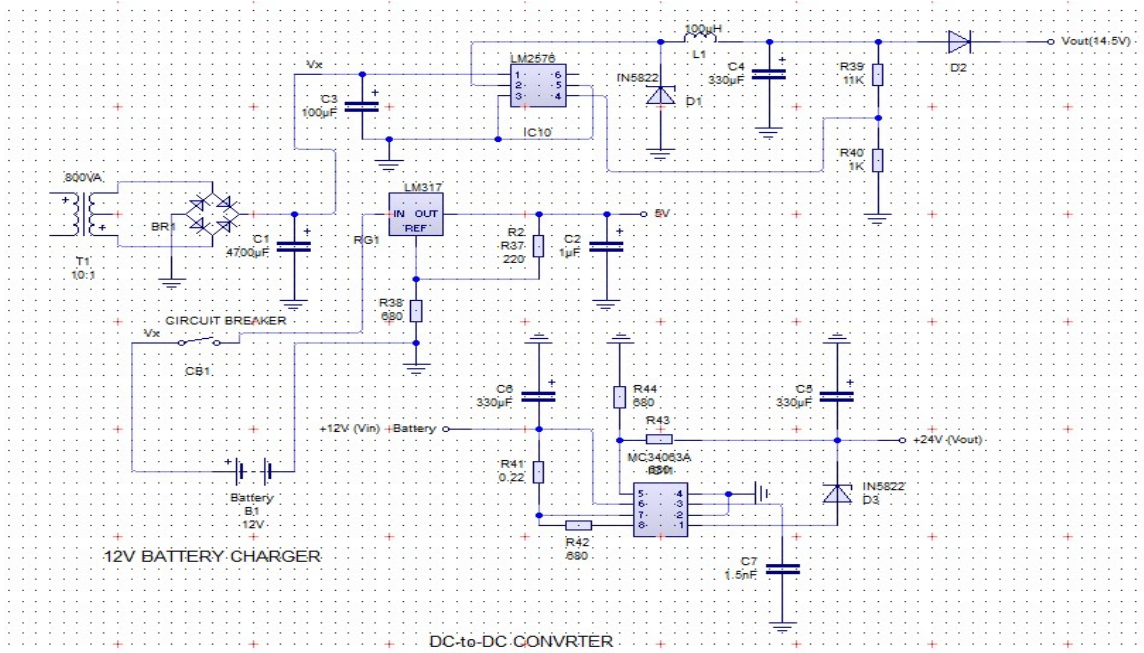 100µH
L1
Vout(14.5V)
D2
Vx
LM2576
1 6
2 5
3 4
IC10
C3
100µF
IN5822
D1
C4
330µF
R39
11K
R40
1K
800VA
T1
10:1
BR1
C1
4700µF
LM317
IN OUT
'REF'
RG1
5V
R2
R37
220
C2
1µF
R38
680
CIRCUIT BREAKER
Vx
CB1
Battery
B1
12V
12V BATTERY CHARGER
C6
330µF
+12V (Vin) Battery
R41
0.22
R42
680
R44
680
R43
MC34063A
5 4
6 3
7 2
8 1
C5
330µF
+24V (Vout)
IN5822
D3
C7
1.5nF
DC-to-DC CONVRTER